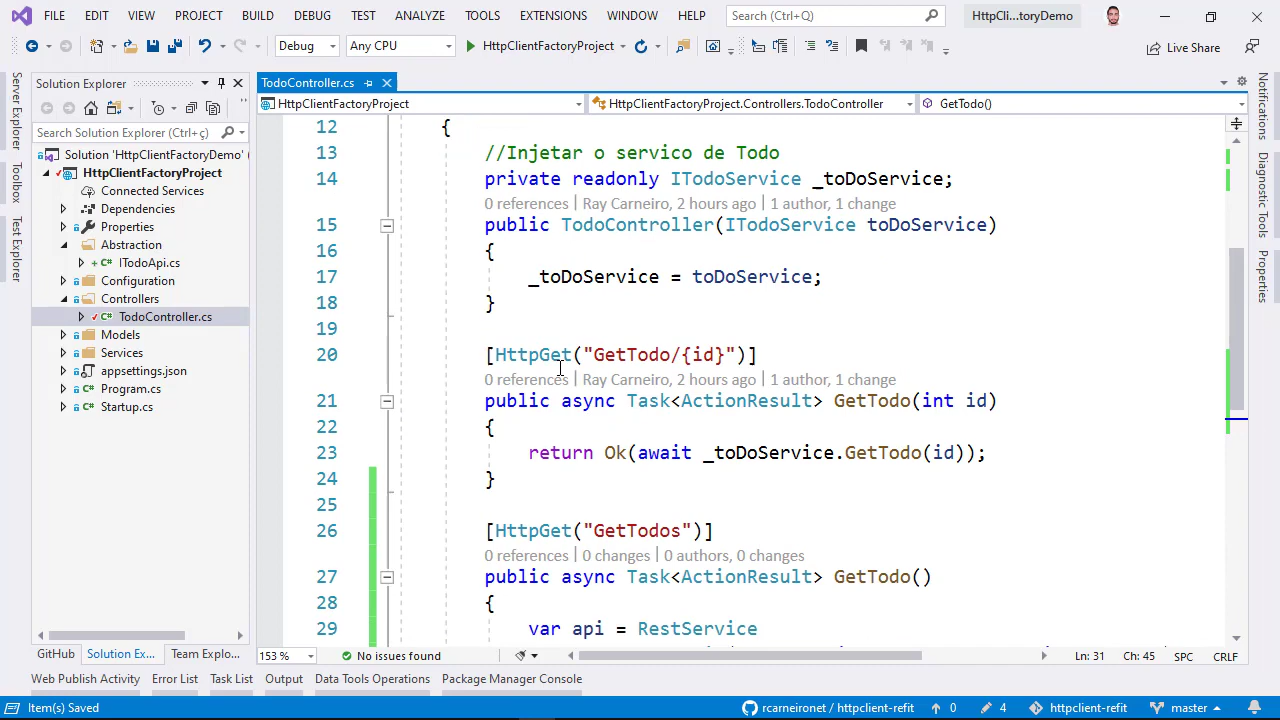 FILE EDIT VIEW PROJECT BUILD DEBUG TEST ANALYZE TOOLS EXTENSIONS WINDOW HELP Search (Ctrl+Q) HttpCli...toryDemo
Debug Any CPU HttpClientFactoryProject Live Share
Server Explorer
Toolbox
Test Explorer
Solution Explorer
Search Solution Explorer (Ctrl+ç)
Solution 'HttpClientFactoryDemo'
HttpClientFactoryProject
Connected Services
Dependencies
Properties
Abstraction
ITodoApi.cs
Configuration
Controllers
TodoController.cs
Models
Services
appsettings.json
Program.cs
Startup.cs
GitHub Solution Ex... Team Explo...
TodoController.cs
HttpClientFactoryProject HttpClientFactoryProject.Controllers.TodoController GetTodo()
12 {
13 //Injetar o servico de Todo
14 private readonly ITodoService _toDoService;
0 references | Ray Carneiro, 2 hours ago | 1 author, 1 change
15 public TodoController(ITodoService toDoService)
16 {
17 _toDoService = toDoService;
18 }
19
20 [HttpGet("GetTodo/{id}")]
0 references | Ray Carneiro, 2 hours ago | 1 author, 1 change
21 public async Task<ActionResult> GetTodo(int id)
22 {
23 return Ok(await _toDoService.GetTodo(id));
24 }
25
26 [HttpGet("GetTodos")]
0 references | 0 changes | 0 authors, 0 changes
27 public async Task<ActionResult> GetTodo()
28 {
29 var api = RestService
153 % No issues found Ln: 31 Ch: 45 SPC CRLF
Notifications
Diagnostic Tools
Properties
Web Publish Activity Error List Task List Output Data Tools Operations Package Manager Console
Item(s) Saved rcarneironet / httpclient-refit 0 4 httpclient-refit master